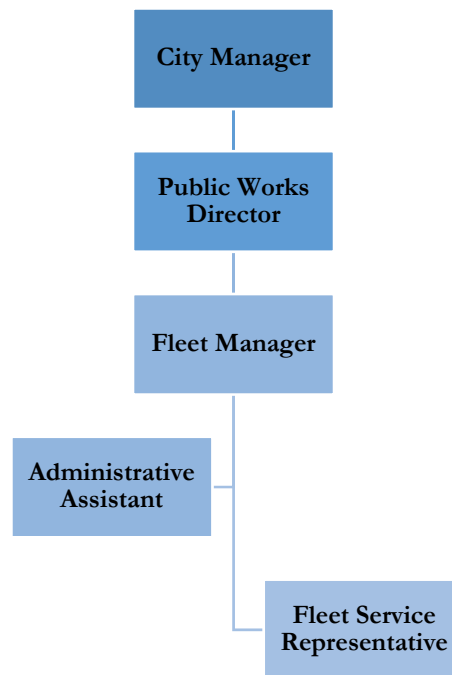 City Manager
Public Works
Director
Fleet Manager
Administrative
Assistant
Fleet Service
Representative